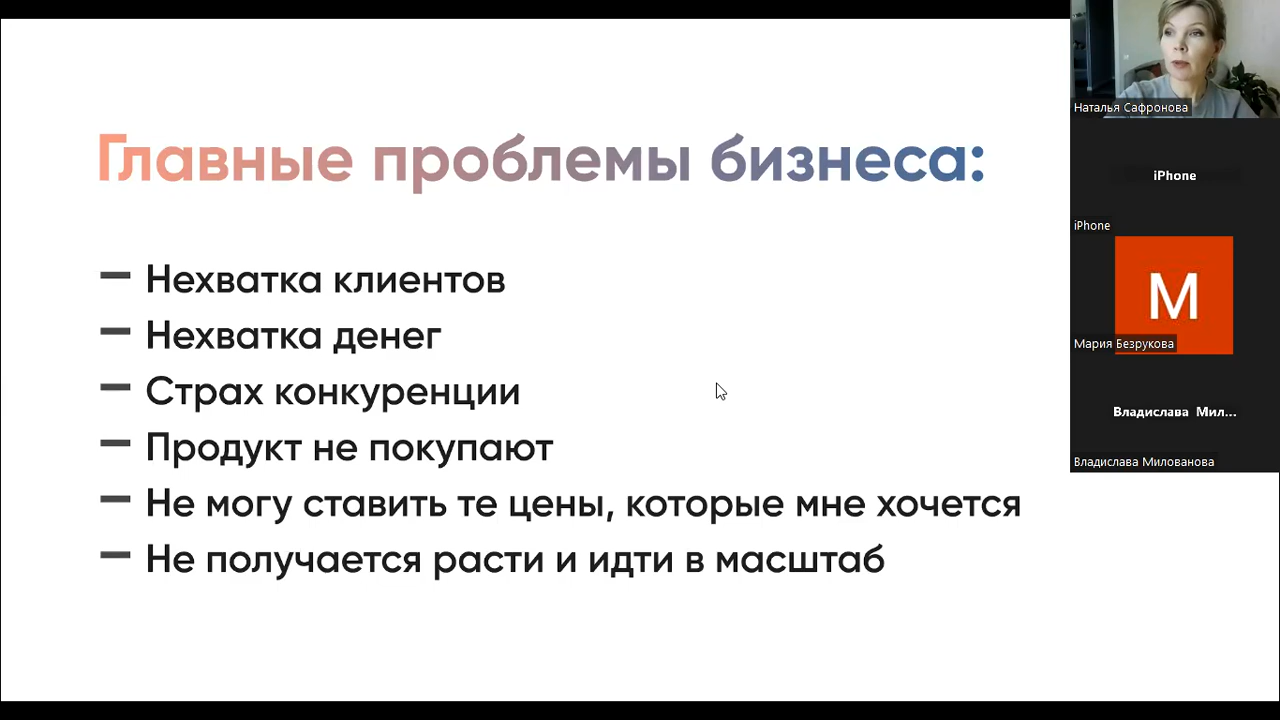 Главные проблемы бизнеса:
— Нехватка клиентов
— Нехватка денег
— Страх конкуренции
— Продукт не покупают
— Не могу ставить те цены, которые мне хочется
— Не получается расти и идти в масштаб
Наталья Сафронова
iPhone
iPhone
М
Мария Безрукова
Владислава Мил...
Владислава Милованова